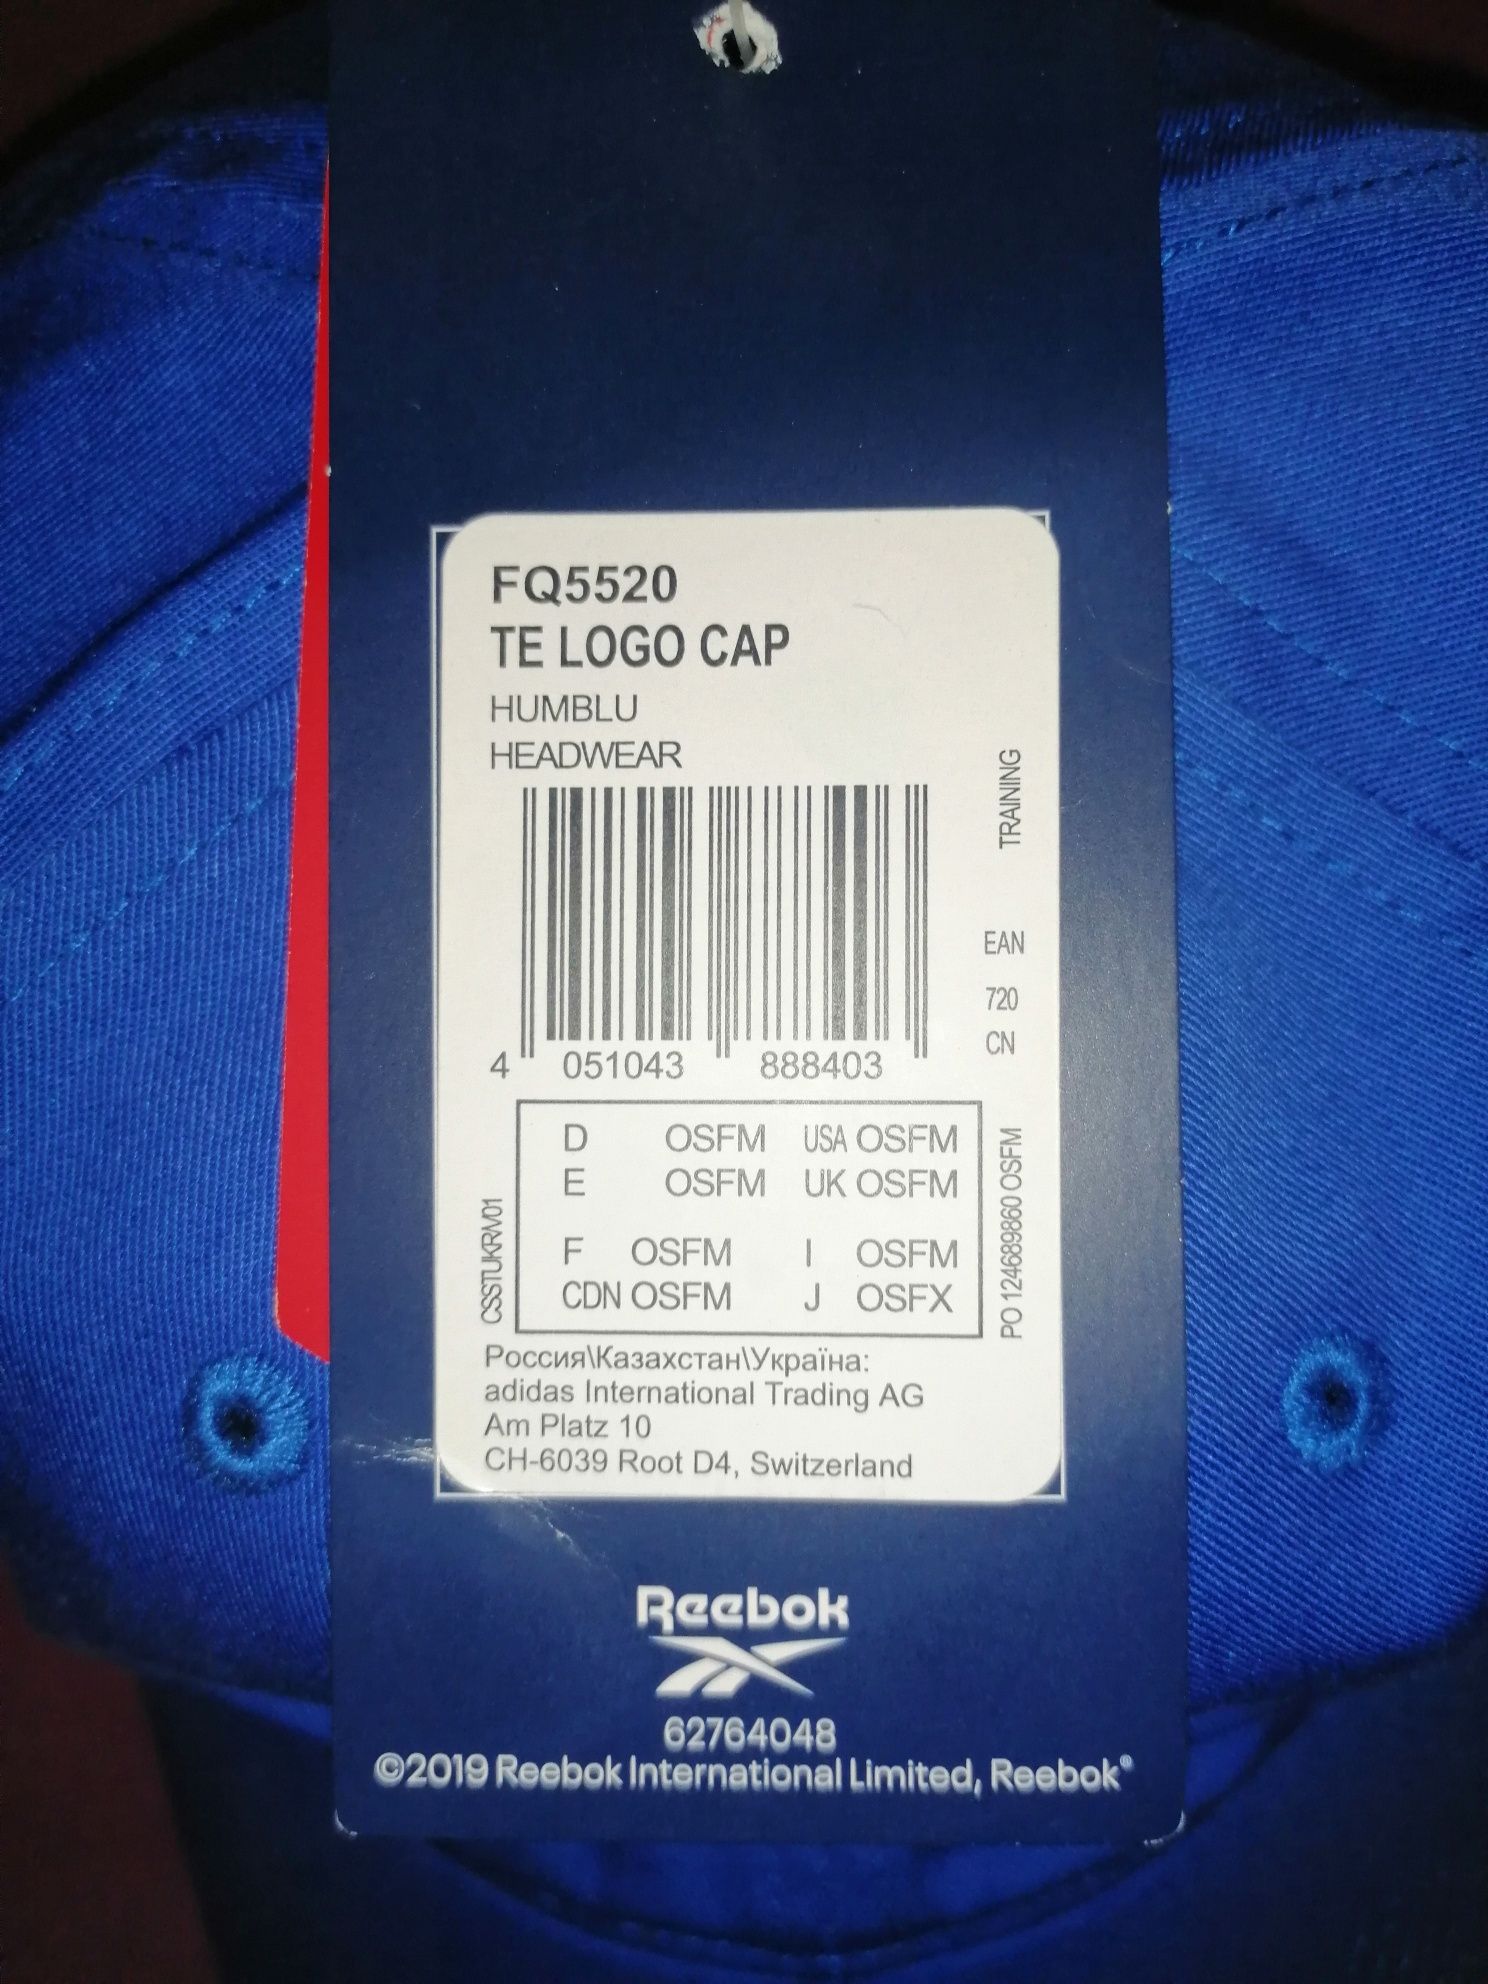 FQ5520
TE LOGO CAP
HUMBLU
HEADWEAR
TRAINING
EAN
720
CN
4 051043 888403
D OSFM USA OSFM
E OSFM UK OSFM
F OSFM I OSFM
CDN OSFM J OSFX
CSSTUKRV01
PO 124689860 OSFM
Россия\Казахстан\Україна:
adidas International Trading AG
Am Platz 10
CH-6039 Root D4, Switzerland
Reebok
62764048
©2019 Reebok International Limited, Reebok®